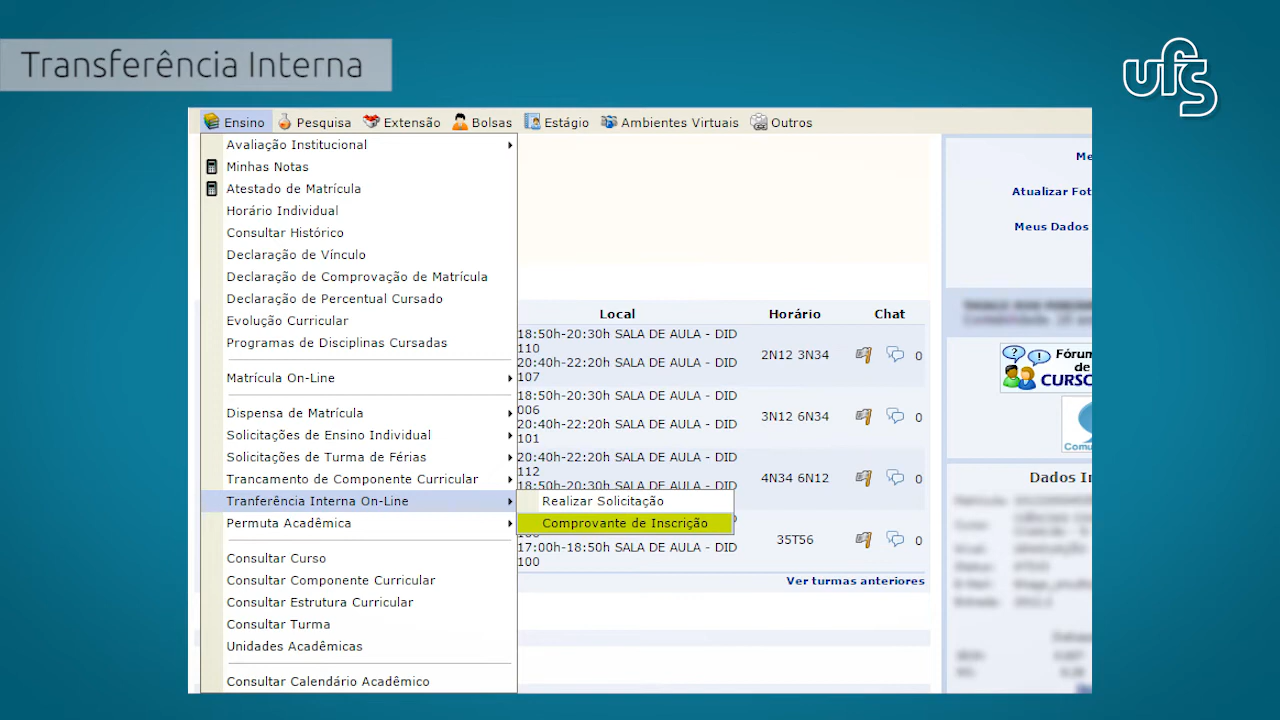 Transferência Interna
ufs
Ensino Pesquisa Extensão Bolsas Estágio Ambientes Virtuais Outros
Avaliação Institucional
Minhas Notas
Atestado de Matrícula
Horário Individual
Consultar Histórico
Declaração de Vínculo
Declaração de Comprovação de Matrícula
Declaração de Percentual Cursado
Evolução Curricular
Programas de Disciplinas Cursadas
Matrícula On-Line
Dispensa de Matrícula
Solicitações de Ensino Individual
Solicitações de Turma de Férias
Trancamento de Componente Curricular
Tranferência Interna On-Line
Permuta Acadêmica
Consultar Curso
Consultar Componente Curricular
Consultar Estrutura Curricular
Consultar Turma
Unidades Acadêmicas
Consultar Calendário Acadêmico
Realizar Solicitação
Comprovante de Inscrição
Local Horário Chat
18:50h-20:30h SALA DE AULA - DID
110
20:40h-22:20h SALA DE AULA - DID
107
2N12 3N34 0
18:50h-20:30h SALA DE AULA - DID
006
20:40h-22:20h SALA DE AULA - DID
101
3N12 6N34 0
20:40h-22:20h SALA DE AULA - DID
112
18:50h-20:30h SALA DE AULA - DID
4N34 6N12 0
17:00h-18:50h SALA DE AULA - DID
100
35T56 0
Ver turmas anteriores
Me
Atualizar Fot
Meus Dados
Fórum
de
CURSO
Comu
Dados In